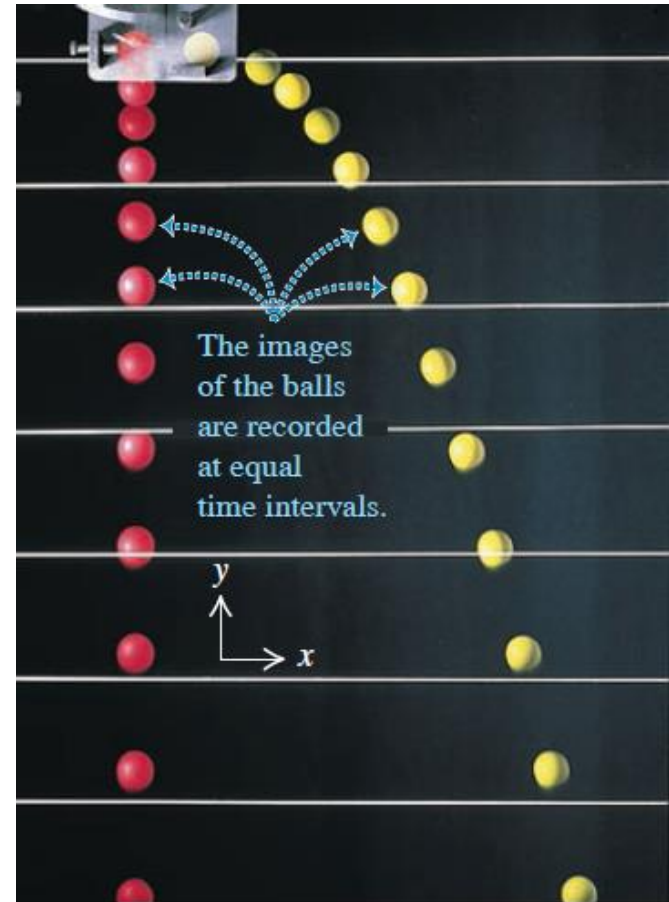 The images
of the balls
are recorded
at equal
time intervals.
y
x